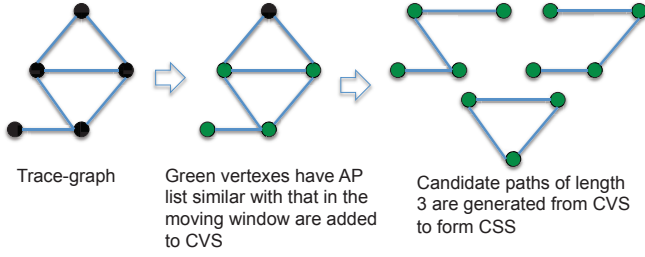 Trace-graph
Green vertexes have AP
list similar with that in the
moving window are added
to CVS
Candidate paths of length
3 are generated from CVS
to form CSS